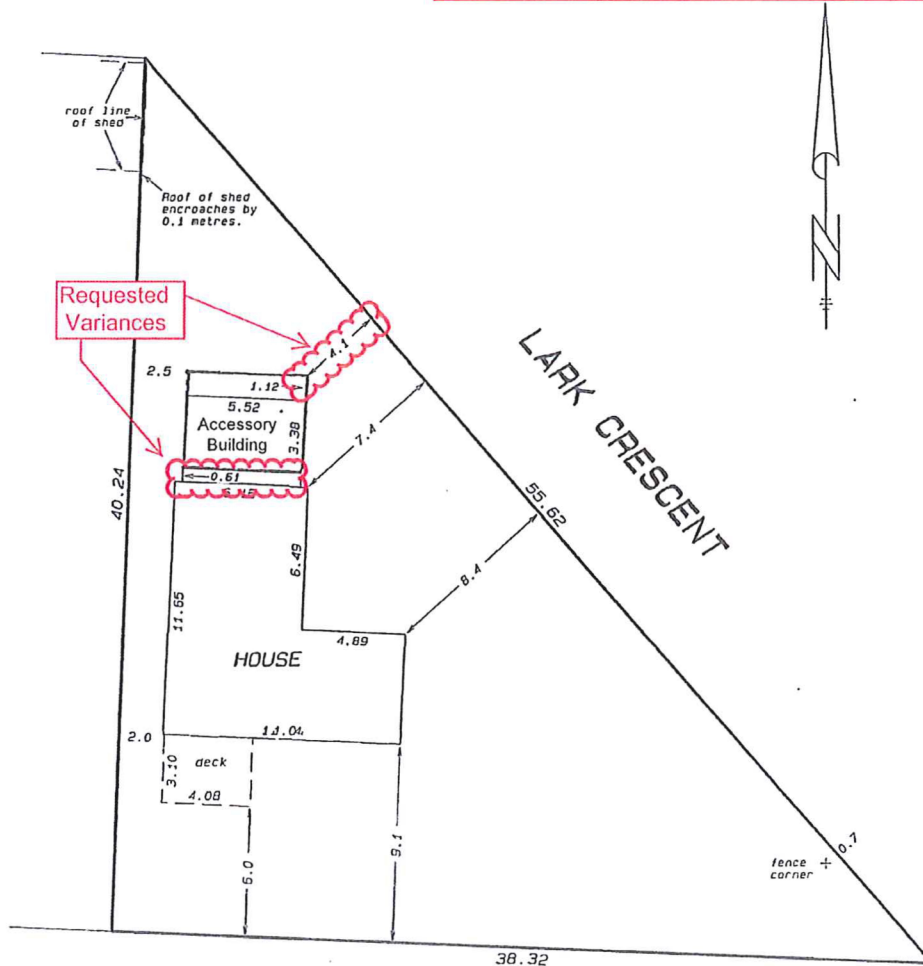 roof line
of shed
Roof of shed
encroaches by
0.1 metres.
Requested
Variances
4.1
2.5
1.12
5.52
Accessory
Building
3.38
7.4
LARK CRESCENT
0.61
40.24
55.62
6.49
8.4
11.65
4.89
HOUSE
2.0
11.04
deck
3.10
4.08
6.0
9.1
0.7
fence
corner
38.32
N